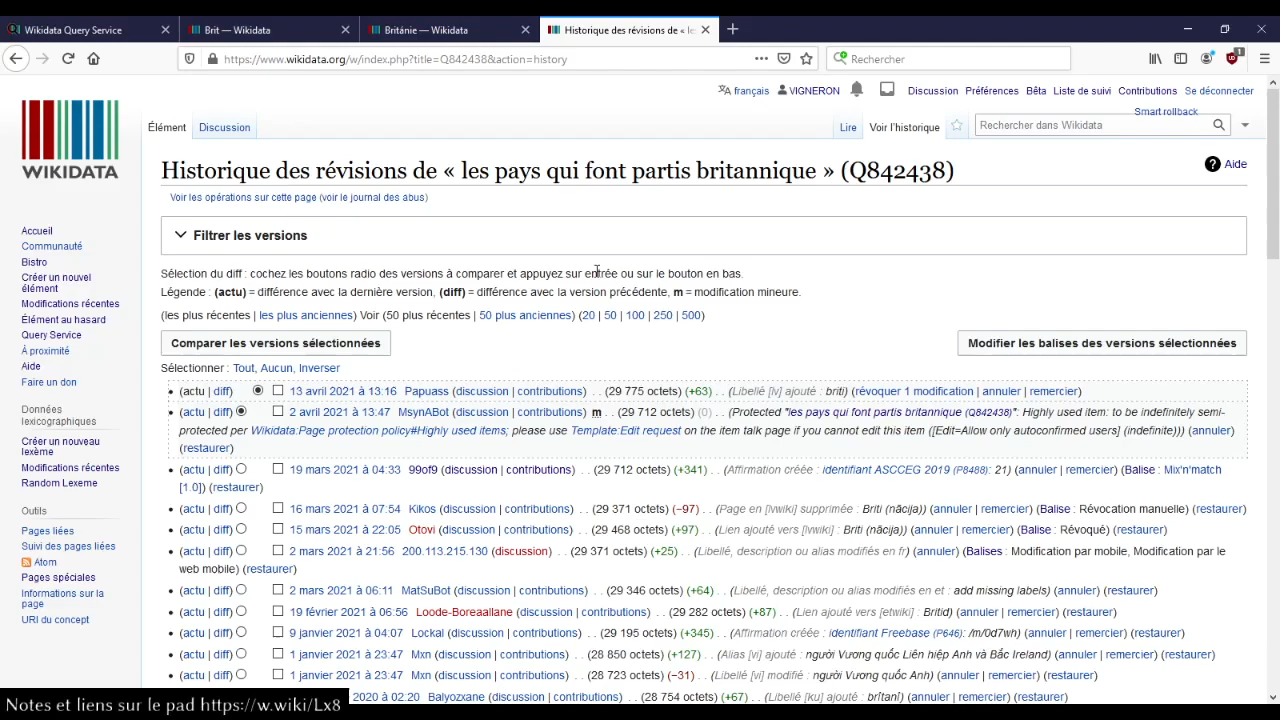 Wikidata Query Service
Brit — Wikidata
Británie — Wikidata
Historique des révisions de « le
https://www.wikidata.org/w/index.php?title=Q842438&action=history
Rechercher
1
français VIGNERON Discussion Préférences Bêta Liste de suivi Contributions Se déconnecter
Smart rollback
WIKIDATA
Élément Discussion Lire Voir l'historique Rechercher dans Wikidata
Historique des révisions de « les pays qui font partis britannique » (Q842438)
Aide
Voir les opérations sur cette page (voir le journal des abus)
Filtrer les versions
Sélection du diff : cochez les boutons radio des versions à comparer et appuyez sur entrée ou sur le bouton en bas.
Légende : (actu) = différence avec la dernière version, (diff) = différence avec la version précédente, m = modification mineure.
(les plus récentes | les plus anciennes) Voir (50 plus récentes | 50 plus anciennes) (20 | 50 | 100 | 250 | 500)
Comparer les versions sélectionnées
Modifier les balises des versions sélectionnées
Sélectionner : Tout, Aucun, Inverser
(actu | diff) 13 avril 2021 à 13:16 Papuass (discussion | contributions) . . (29 775 octets) (+63) . . (Libellé [lv] ajouté : briti) (révoquer 1 modification | annuler | remercier)
(actu | diff) 2 avril 2021 à 13:47 MsynABot (discussion | contributions) m . . (29 712 octets) (0) . . (Protected "les pays qui font partis britannique (Q842438)": Highly used item: to be indefinitely semi-
protected per Wikidata:Page protection policy#Highly used items; please use Template:Edit request on the item talk page if you cannot edit this item ([Edit=Allow only autoconfirmed users] (indefinite))) (annuler)
(restaurer)
(actu | diff) 19 mars 2021 à 04:33 99of9 (discussion | contributions) . . (29 712 octets) (+341) . . (Affirmation créée : identifiant ASCCEG 2019 (P8488): 21) (annuler | remercier) (Balise : Mix'n'match
[1.0]) (restaurer)
(actu | diff) 16 mars 2021 à 07:54 Kikos (discussion | contributions) . . (29 371 octets) (−97) . . (Page en [lvwiki] supprimée : Briti (nācija)) (annuler | remercier) (Balise : Révocation manuelle) (restaurer)
(actu | diff) 15 mars 2021 à 22:05 Otovi (discussion | contributions) . . (29 468 octets) (+97) . . (Lien ajouté vers [lvwiki] : Briti (nācija)) (annuler | remercier) (Balise : Révoqué) (restaurer)
(actu | diff) 2 mars 2021 à 21:56 200.113.215.130 (discussion) . . (29 371 octets) (+25) . . (Libellé, description ou alias modifiés en fr) (annuler) (Balises : Modification par mobile, Modification par le
web mobile) (restaurer)
(actu | diff) 2 mars 2021 à 06:11 MatSuBot (discussion | contributions) . . (29 346 octets) (+64) . . (Libellé, description ou alias modifiés en et : add missing labels) (annuler) (restaurer)
(actu | diff) 19 février 2021 à 06:56 Loode-Boreaallane (discussion | contributions) . . (29 282 octets) (+87) . . (Lien ajouté vers [etwiki] : Britid) (annuler | remercier) (restaurer)
(actu | diff) 9 janvier 2021 à 04:07 Lockal (discussion | contributions) . . (29 195 octets) (+345) . . (Affirmation créée : identifiant Freebase (P646): /m/0d7wh) (annuler | remercier) (restaurer)
(actu | diff) 1 janvier 2021 à 23:47 Mxn (discussion | contributions) . . (28 850 octets) (+127) . . (Alias [vi] ajouté : người Vương quốc Liên hiệp Anh và Bắc Ireland) (annuler | remercier) (restaurer)
(actu | diff) 1 janvier 2021 à 23:47 Mxn (discussion | contributions) . . (28 723 octets) (−31) . . (Libellé [vi] modifié : người Vương quốc Anh) (annuler | remercier) (restaurer)
2020 à 02:20 Balyozxane (discussion | contributions) . . (28 754 octets) (+67) . . (Libellé [ku] ajouté : brîtanî) (annuler | remercier) (restaurer)
Accueil
Communauté
Bistro
Créer un nouvel
élément
Modifications récentes
Élément au hasard
Query Service
À proximité
Aide
Faire un don
Données
lexicographiques
Créer un nouveau
lexème
Modifications récentes
Random Lexeme
Outils
Pages liées
Suivi des pages liées
Atom
Pages spéciales
Informations sur la
page
URI du concept
Notes et liens sur le pad https://w.wiki/Lx8